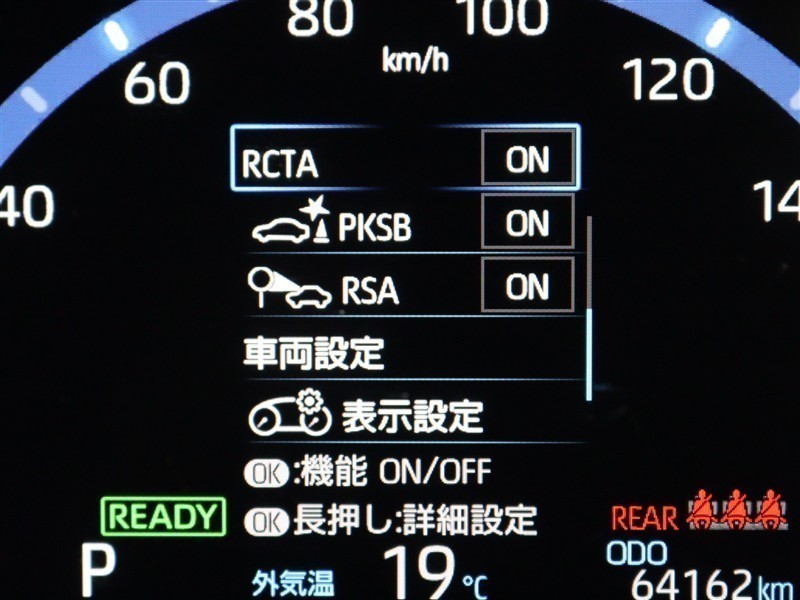 80
100
km/h
60
120
40
14
RCTA ON
PKSB ON
RSA ON
車両設定
表示設定
OK:機能 ON/OFF
OK長押し:詳細設定
READY
REAR
P
外気温 19℃
ODO
64162km